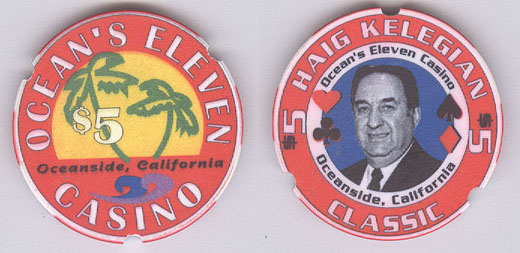 OCEAN'S ELEVEN
$5
Oceanside, California
CASINO
HAIG KELEGIAN
Ocean's Eleven Casino
$5
$5
Oceanside, California
CLASSIC